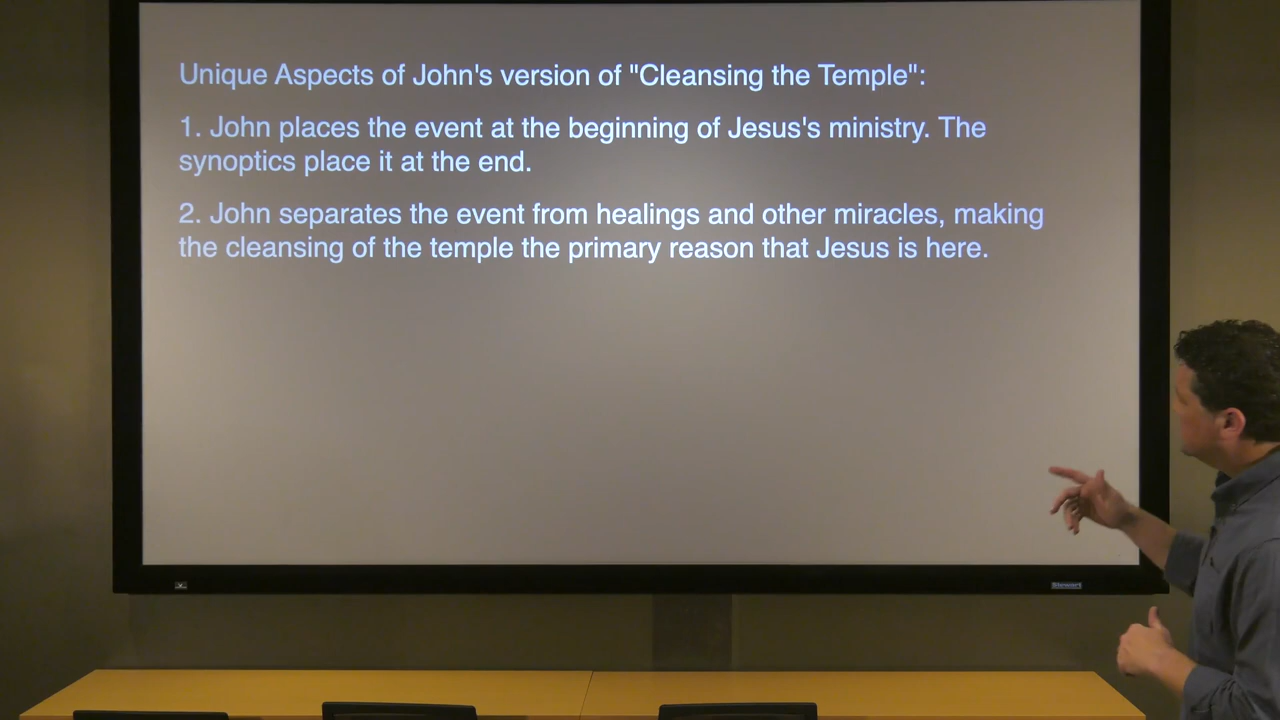 Unique Aspects of John's version of "Cleansing the Temple":
1. John places the event at the beginning of Jesus's ministry. The
synoptics place it at the end.
2. John separates the event from healings and other miracles, making
the cleansing of the temple the primary reason that Jesus is here.
Stewart